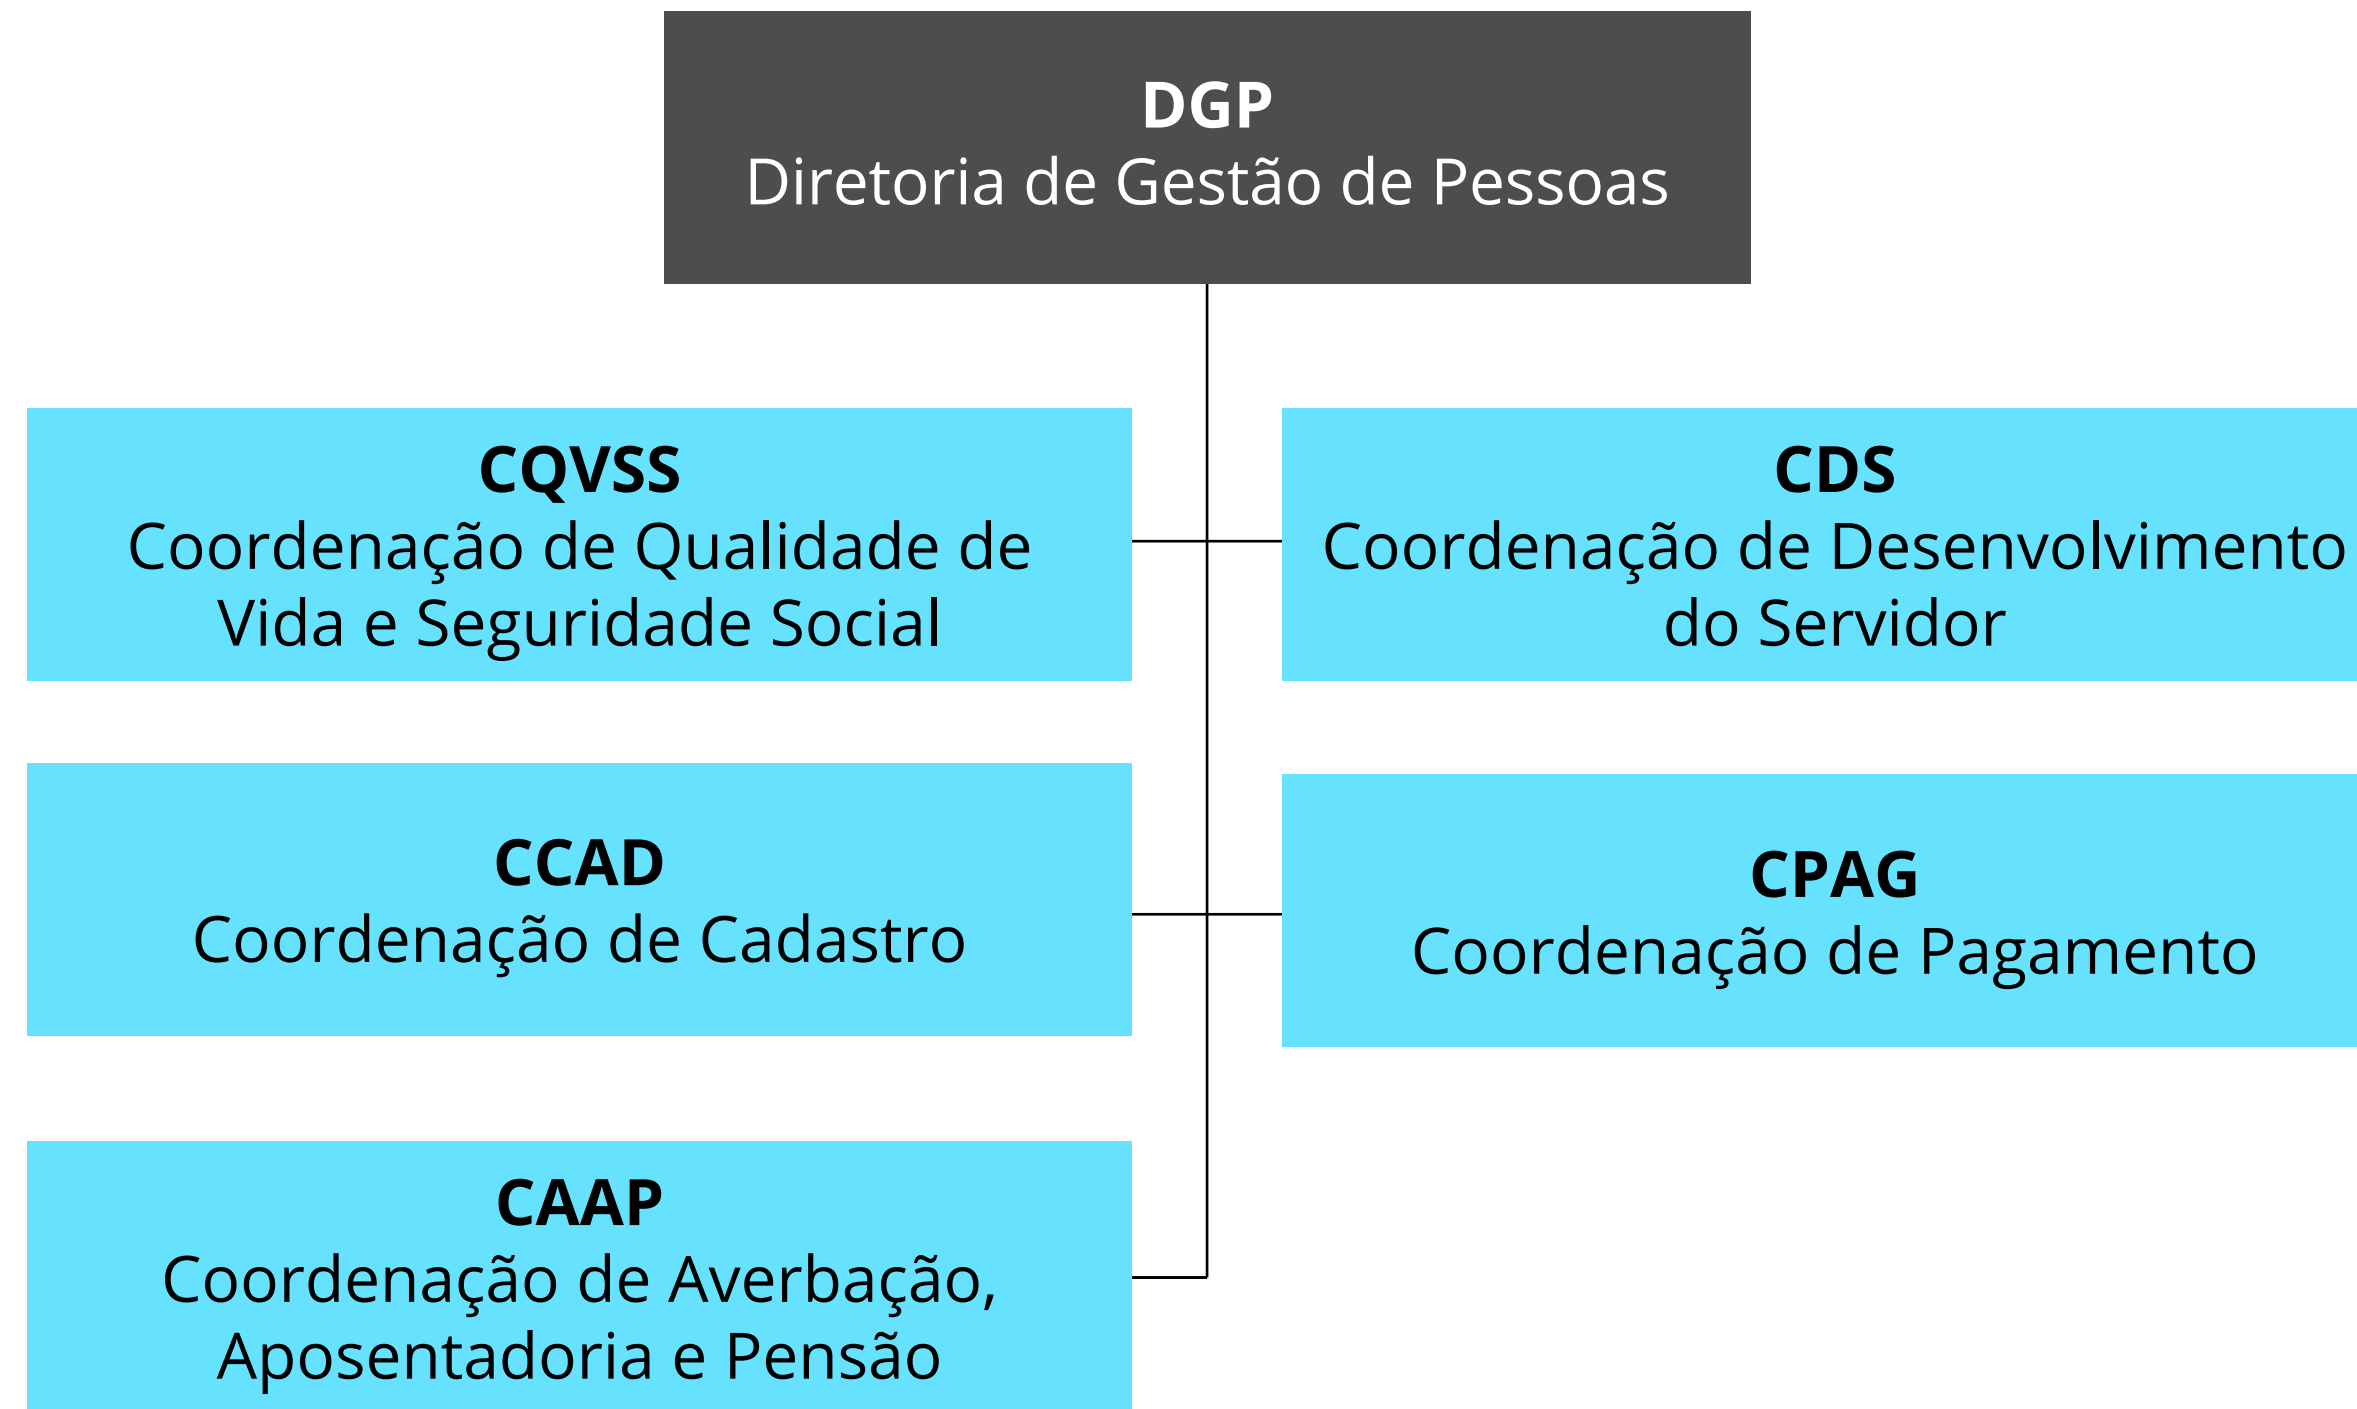 DGP
Diretoria de Gestão de Pessoas
CQVSS
Coordenação de Qualidade de
Vida e Seguridade Social
CDS
Coordenação de Desenvolvimento
do Servidor
CCAD
Coordenação de Cadastro
CPAG
Coordenação de Pagamento
CAAP
Coordenação de Averbação,
Aposentadoria e Pensão